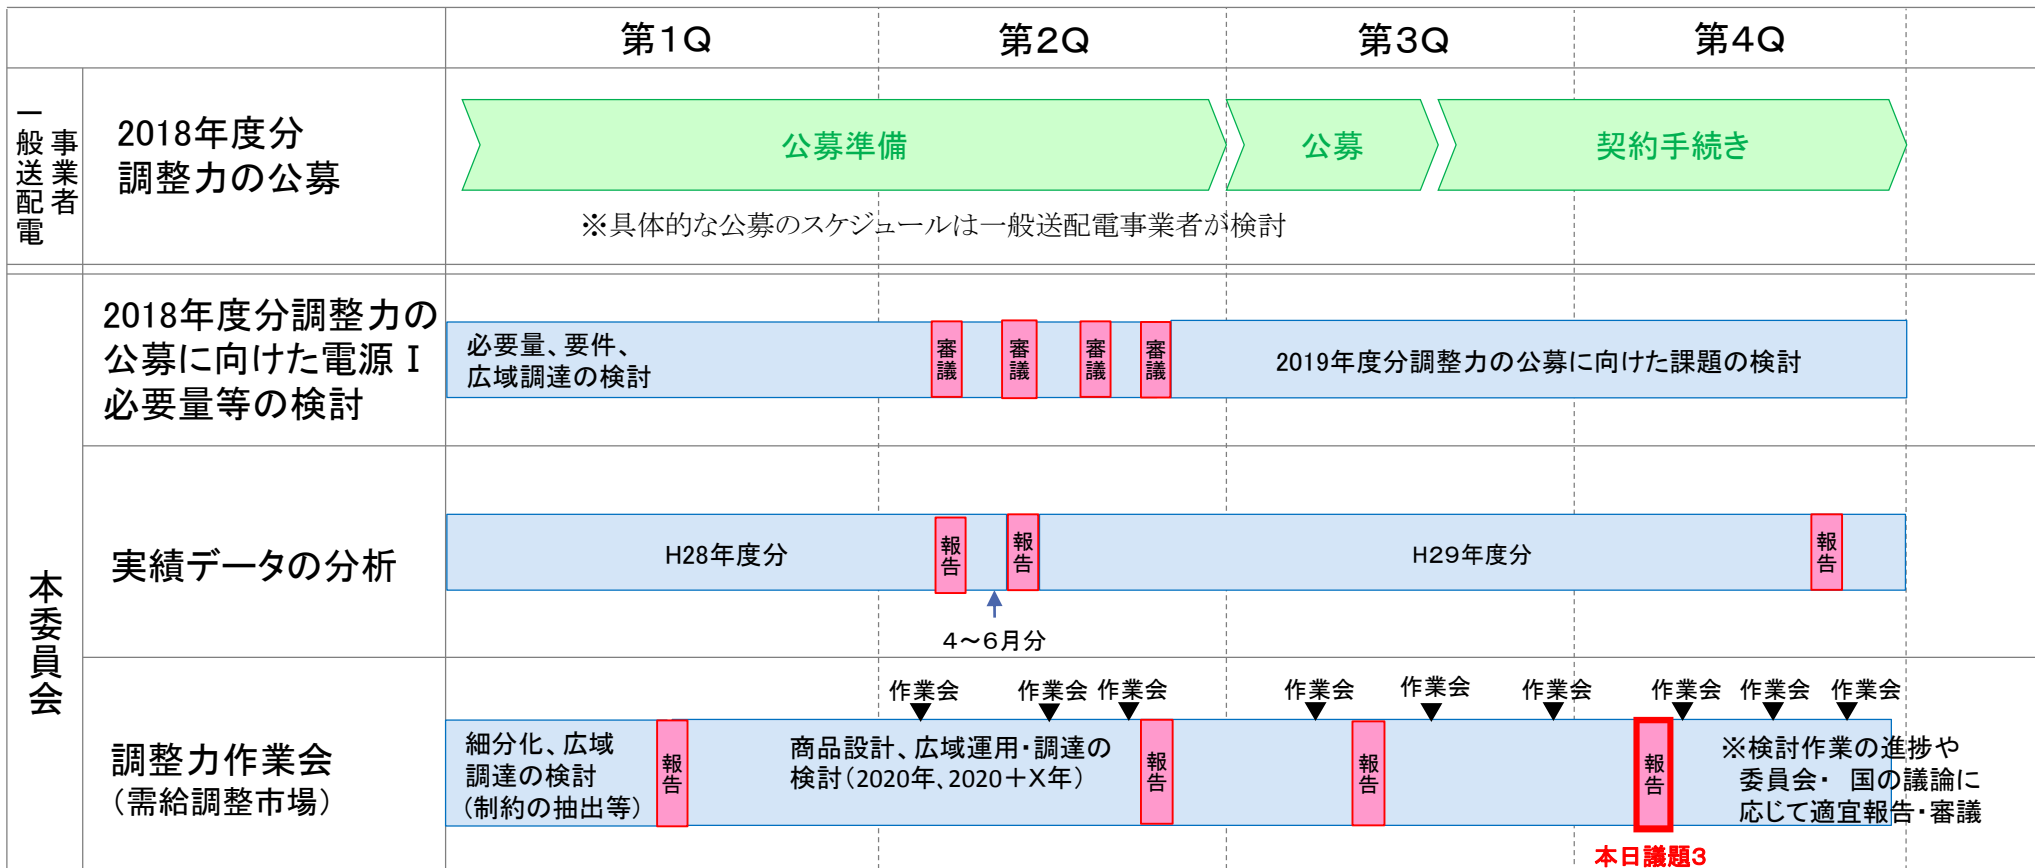 第1Q
第2Q
第3Q
第4Q
一般送配電
事業者
2018年度分
調整力の公募
公募準備
公募
契約手続き
※具体的な公募のスケジュールは一般送配電事業者が検討
本委員会
2018年度分調整力の
公募に向けた電源Ⅰ
必要量等の検討
必要量、要件、
広域調達の検討
審議
審議
審議
審議
2019年度分調整力の公募に向けた課題の検討
実績データの分析
H28年度分
報告
報告
H29年度分
報告
4～6月分
調整力作業会
（需給調整市場）
作業会
作業会
作業会
作業会
作業会
作業会
作業会
作業会
作業会
細分化、広域
調達の検討
（制約の抽出等）
報告
商品設計、広域運用・調達の
検討（2020年、2020＋X年）
報告
報告
報告
※検討作業の進捗や
委員会・ 国の議論に
応じて適宜報告・審議
本日議題3